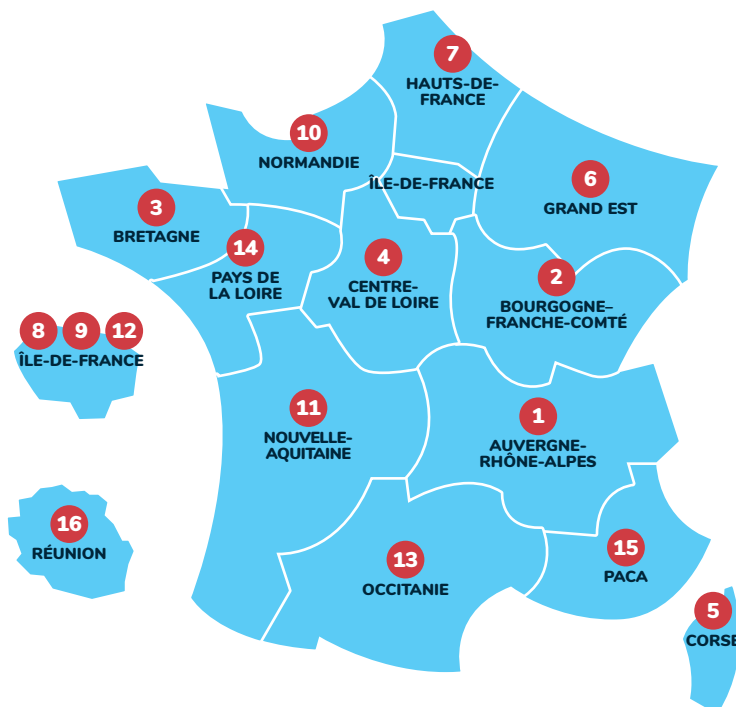 7
HAUTS-DE-
FRANCE
10
NORMANDIE
ÎLE-DE-FRANCE
6
GRAND EST
3
BRETAGNE
14
PAYS DE
LA LOIRE
4
CENTRE-
VAL DE LOIRE
2
BOURGOGNE–
FRANCHE-COMTÉ
8 9 12
ÎLE-DE-FRANCE
11
NOUVELLE-
AQUITAINE
1
AUVERGNE-
RHÔNE-ALPES
16
RÉUNION
13
OCCITANIE
15
PACA
5
CORSE